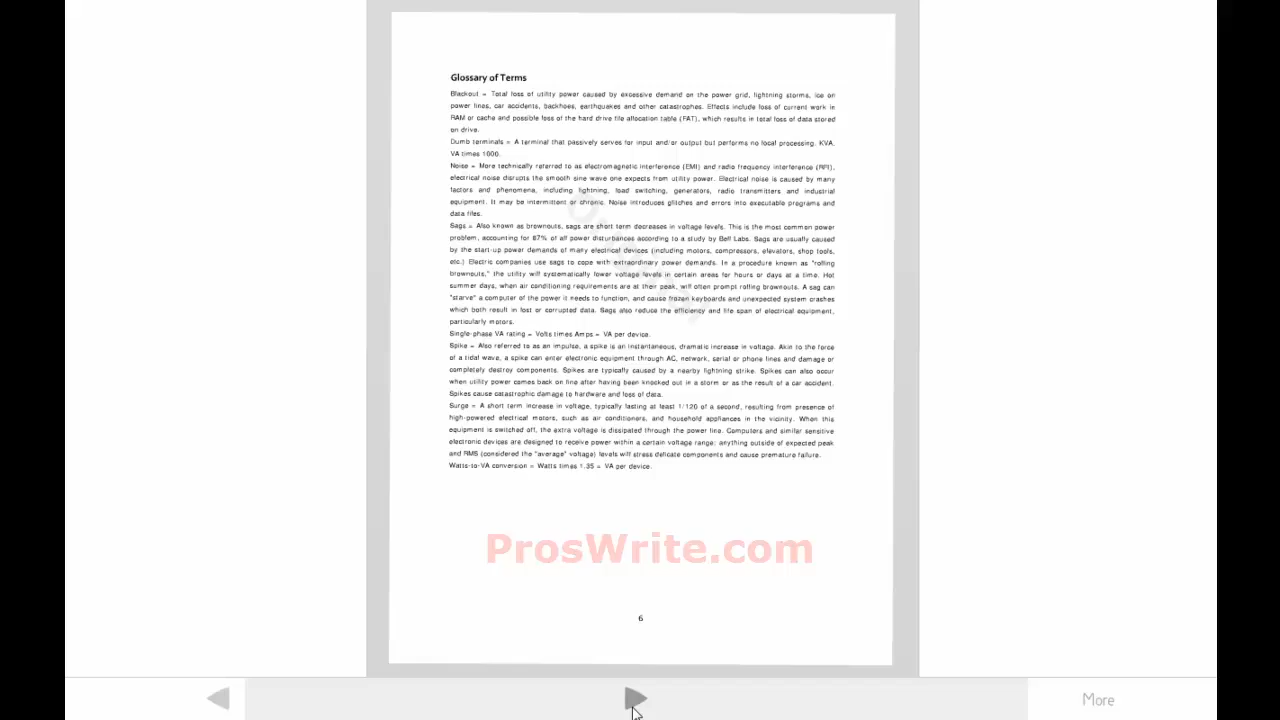 Glossary of Terms
Blackout = Total loss of utility power caused by excessive demand on the power grid, lightning storms, ice on
power lines, car accidents, backhoes, earthquakes and other catastrophes. Effects include loss of current work in
RAM or cache and possible loss of the hard drive file allocation table (FAT), which results in total loss of data stored
on drive.
Dumb terminals = A terminal that passively serves for input and/or output but performs no local processing. KVA,
VA times 1000.
Noise = More technically referred to as electromagnetic interference (EMI) and radio frequency interference (RFI),
electrical noise disrupts the smooth sine wave one expects from utility power. Electrical noise is caused by many
factors and phenomena, including lightning, load switching, generators, radio transmitters and industrial
equipment. It may be intermittent or chronic. Noise introduces glitches and errors into executable programs and
data files.
Sags = Also known as brownouts, sags are short term decreases in voltage levels. This is the most common power
problem, accounting for 87% of all power disturbances according to a study by Bell Labs. Sags are usually caused
by the start-up power demands of many electrical devices (including motors, compressors, elevators, shop tools,
etc.) Electric companies use sags to cope with extraordinary power demands. In a procedure known as "rolling
brownouts," the utility will systematically lower voltage levels in certain areas for hours or days at a time. Hot
summer days, when air conditioning requirements are at their peak, will often prompt rolling brownouts. A sag can
"starve" a computer of the power it needs to function, and cause frozen keyboards and unexpected system crashes
which both result in lost or corrupted data. Sags also reduce the efficiency and life span of electrical equipment,
particularly motors.
Single-phase VA rating = Volts times Amps = VA per device.
Spike = Also referred to as an impulse, a spike is an instantaneous, dramatic increase in voltage. Akin to the force
of a tidal wave, a spike can enter electronic equipment through AC, network, serial or phone lines and damage or
completely destroy components. Spikes are typically caused by a nearby lightning strike. Spikes can also occur
when utility power comes back on line after having been knocked out in a storm or as the result of a car accident.
Spikes cause catastrophic damage to hardware and loss of data.
Surge = A short term increase in voltage, typically lasting at least 1/120 of a second, resulting from presence of
high-powered electrical motors, such as air conditioners, and household appliances in the vicinity. When this
equipment is switched off, the extra voltage is dissipated through the power line. Computers and similar sensitive
electronic devices are designed to receive power within a certain voltage range; anything outside of expected peak
and RMS (considered the "average" voltage) levels will stress delicate components and cause premature failure.
Watts-to-VA conversion = Watts times 1.35 = VA per device.
ProsWrite.com
6
More